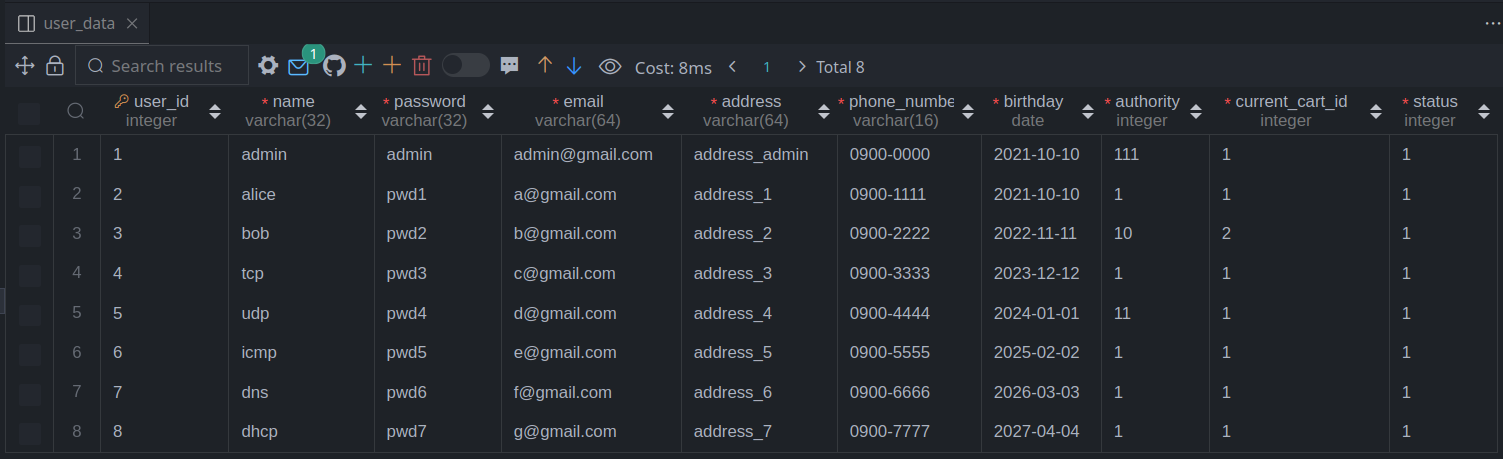 user_data
1
Search results Cost: 8ms 1 Total 8
user_id * name * password * email * address * phone_numbe * birthday * authority * current_cart_id * status
integer varchar(32) varchar(32) varchar(64) varchar(64) varchar(16) date integer integer integer
1 1 admin admin admin@gmail.com address_admin 0900-0000 2021-10-10 111 1 1
2 2 alice pwd1 a@gmail.com address_1 0900-1111 2021-10-10 1 1 1
3 3 bob pwd2 b@gmail.com address_2 0900-2222 2022-11-11 10 2 1
4 4 tcp pwd3 c@gmail.com address_3 0900-3333 2023-12-12 1 1 1
5 5 udp pwd4 d@gmail.com address_4 0900-4444 2024-01-01 11 1 1
6 6 icmp pwd5 e@gmail.com address_5 0900-5555 2025-02-02 1 1 1
7 7 dns pwd6 f@gmail.com address_6 0900-6666 2026-03-03 1 1 1
8 8 dhcp pwd7 g@gmail.com address_7 0900-7777 2027-04-04 1 1 1